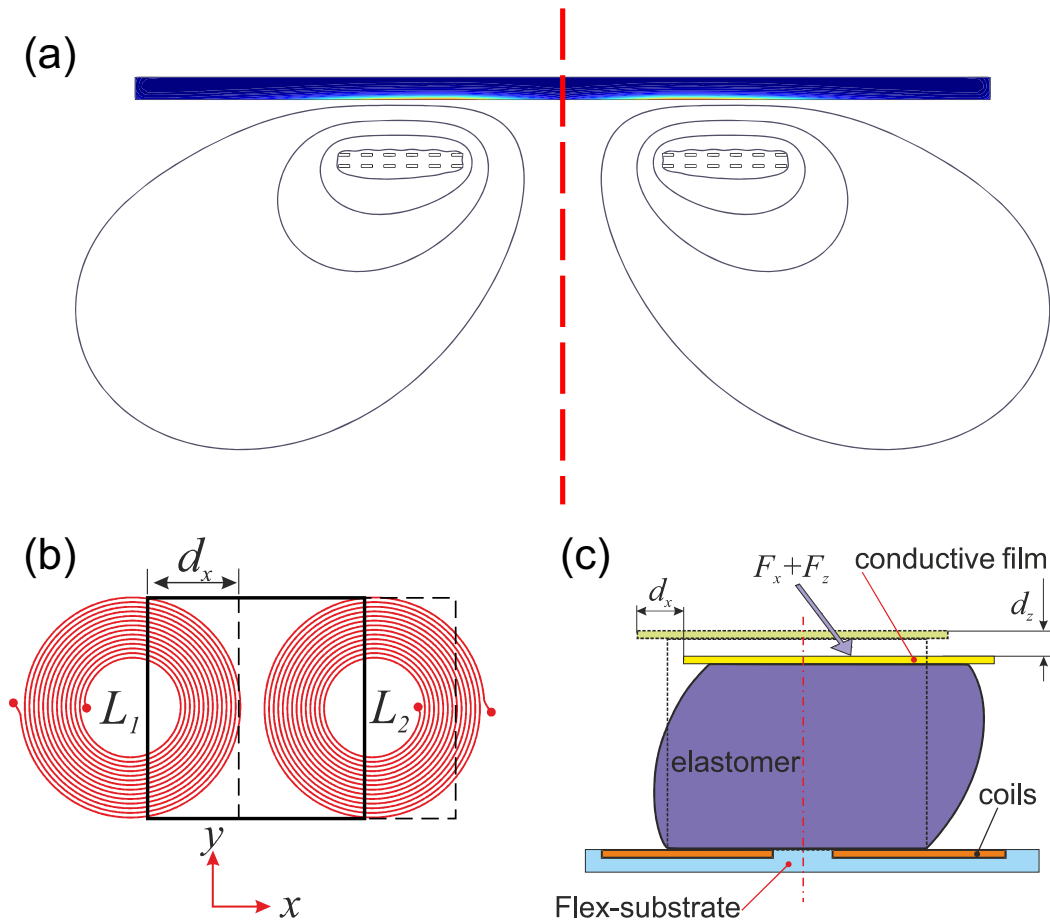 (a)
(b)
d_x
L_1
L_2
y
x
(c)
conductive film
F_x+F_z
d_x
d_z
elastomer
coils
Flex-substrate